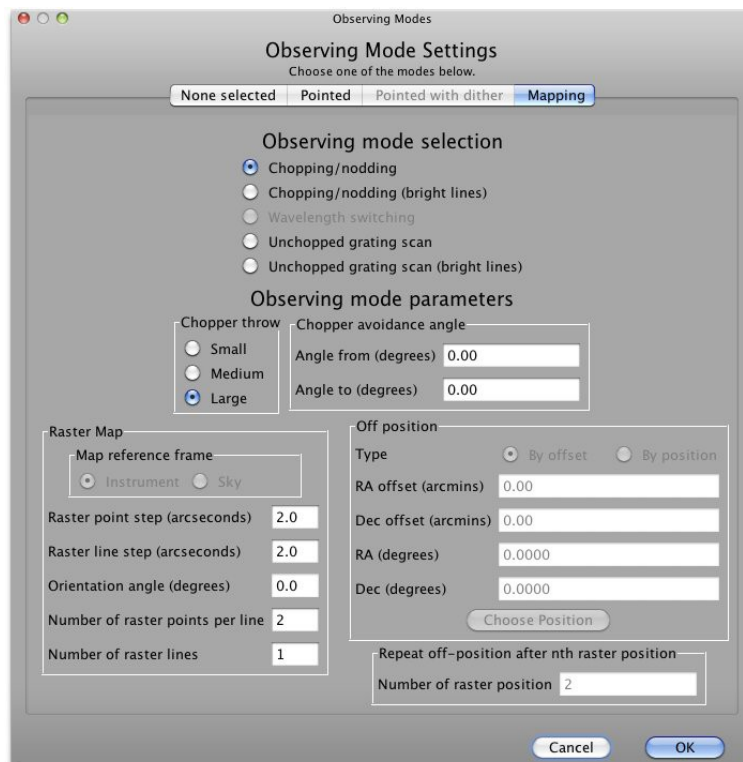 Observing Modes
Observing Mode Settings
Choose one of the modes below.
None selected Pointed Pointed with dither Mapping
Observing mode selection
Chopping/nodding
Chopping/nodding (bright lines)
Wavelength switching
Unchopped grating scan
Unchopped grating scan (bright lines)
Observing mode parameters
Chopper throw
Small
Medium
Large
Chopper avoidance angle
Angle from (degrees) 0.00
Angle to (degrees) 0.00
Raster Map
Map reference frame
Instrument Sky
Raster point step (arcseconds) 2.0
Raster line step (arcseconds) 2.0
Orientation angle (degrees) 0.0
Number of raster points per line 2
Number of raster lines 1
Off position
Type By offset By position
RA offset (arcmins) 0.00
Dec offset (arcmins) 0.00
RA (degrees) 0.0000
Dec (degrees) 0.0000
Choose Position
Repeat off-position after nth raster position
Number of raster position 2
Cancel OK